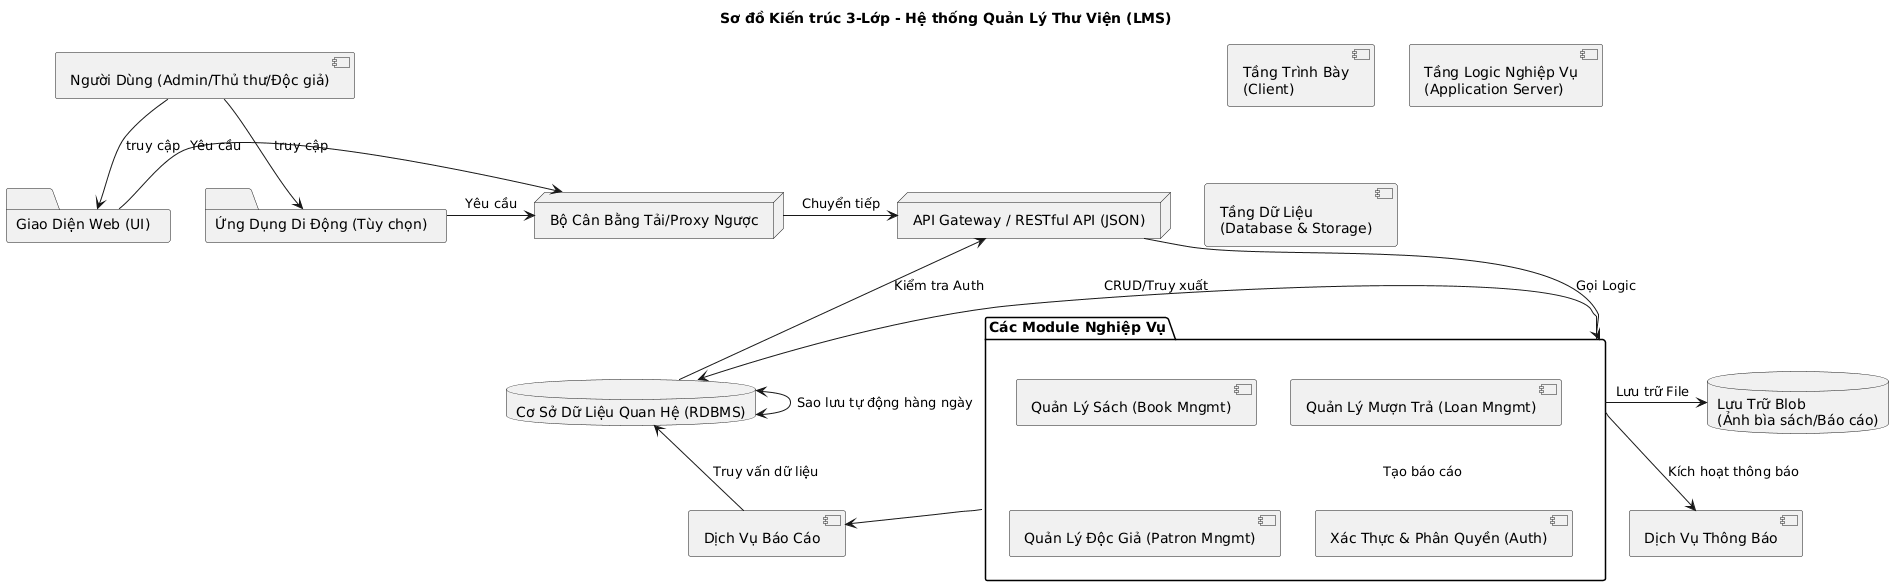 Sơ đồ Kiến trúc 3-Lớp - Hệ thống Quản Lý Thư Viện (LMS)
Người Dùng (Admin/Thủ thư/Độc giả)
Tầng Trình Bày
(Client)
Tầng Logic Nghiệp Vụ
(Application Server)
truy cập
Yêu cầu
truy cập
Giao Diện Web (UI)
Ứng Dụng Di Động (Tùy chọn)
Yêu cầu
Bộ Cân Bằng Tải/Proxy Ngược
Chuyển tiếp
API Gateway / RESTful API (JSON)
Tầng Dữ Liệu
(Database & Storage)
Kiểm tra Auth
CRUD/Truy xuất
Gọi Logic
Các Module Nghiệp Vụ
Cơ Sở Dữ Liệu Quan Hệ (RDBMS)
Sao lưu tự động hàng ngày
Quản Lý Sách (Book Mngmt)
Quản Lý Mượn Trả (Loan Mngmt)
Lưu trữ File
Lưu Trữ Blob
(Ảnh bìa sách/Báo cáo)
Truy vấn dữ liệu
Tạo báo cáo
Kích hoạt thông báo
Dịch Vụ Báo Cáo
Quản Lý Độc Giả (Patron Mngmt)
Xác Thực & Phân Quyền (Auth)
Dịch Vụ Thông Báo